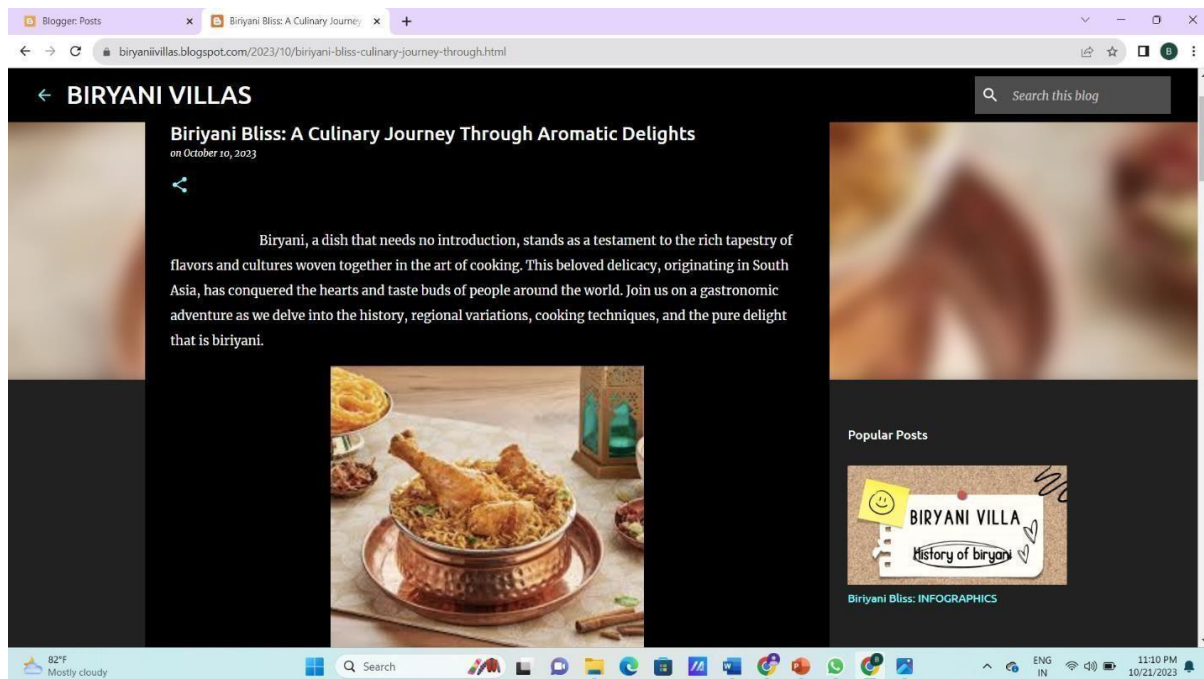 Blogger: Posts
Biriyani Bliss: A Culinary Journey
biryaniivillas.blogspot.com/2023/10/biriyani-bliss-culinary-journey-through.html
B
BIRYANI VILLAS
Search this blog
Biriyani Bliss: A Culinary Journey Through Aromatic Delights
on October 10, 2023
Biryani, a dish that needs no introduction, stands as a testament to the rich tapestry of
flavors and cultures woven together in the art of cooking. This beloved delicacy, originating in South
Asia, has conquered the hearts and taste buds of people around the world. Join us on a gastronomic
adventure as we delve into the history, regional variations, cooking techniques, and the pure delight
that is biriyani.
Popular Posts
BIRYANI VILLA
History of biryani
Biriyani Bliss: INFOGRAPHICS
82°F
Mostly cloudy
Search
ENG
IN
11:10 PM
10/21/2023